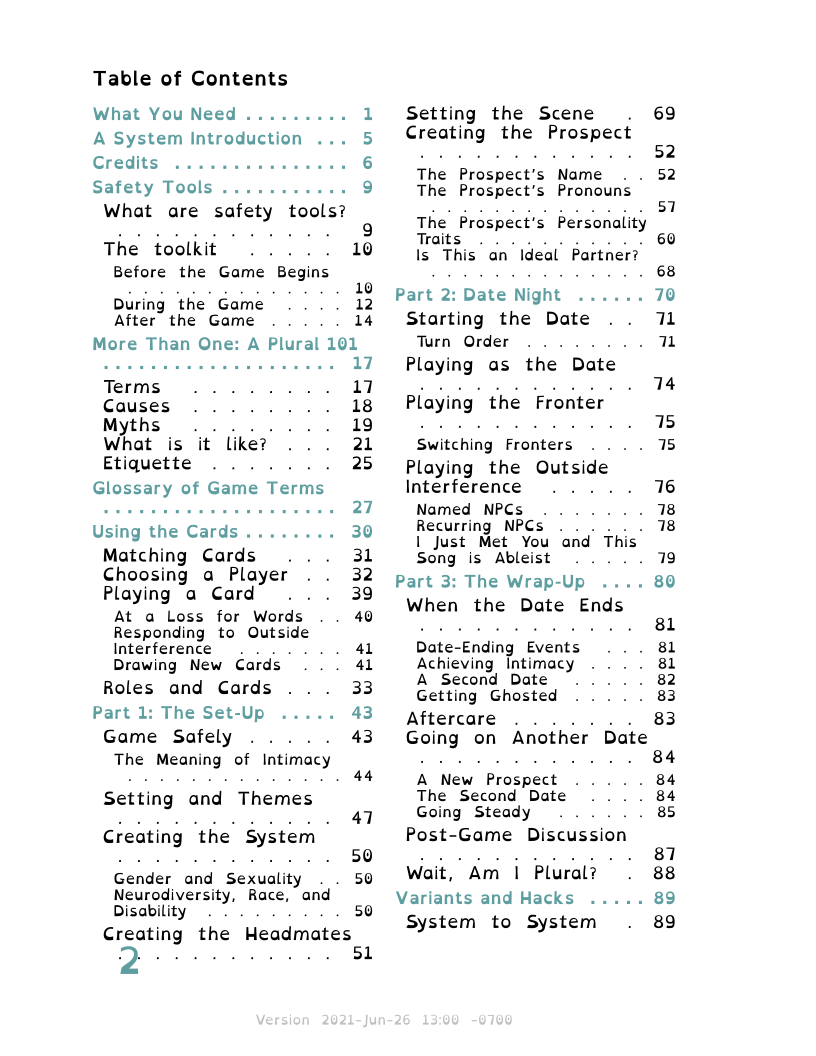 Table of Contents
What You Need . . . . . . . . . 1
A System Introduction . . . 5
Credits . . . . . . . . . . . . . . . 6
Safety Tools . . . . . . . . . . . 9
What are safety tools?
. . . . . . . . . . . . 9
The toolkit . . . . . 10
Before the Game Begins
. . . . . . . . . . . . . . 10
During the Game . . . . 12
After the Game . . . . . 14
More Than One: A Plural 101
. . . . . . . . . . . . . . . . . . . . 17
Terms . . . . . . . . 17
Causes . . . . . . . . 18
Myths . . . . . . . . 19
What is it like? . . . 21
Etiquette . . . . . . . 25
Glossary of Game Terms
. . . . . . . . . . . . . . . . . . . . 27
Using the Cards . . . . . . . . 30
Matching Cards . . . 31
Choosing a Player . . 32
Playing a Card . . . 39
At a Loss for Words . . 40
Responding to Outside
Interference . . . . . . . 41
Drawing New Cards . . . 41
Roles and Cards . . . 33
Part 1: The Set-Up . . . . . 43
Game Safely . . . . . 43
The Meaning of Intimacy
. . . . . . . . . . . . . . 44
Setting and Themes
. . . . . . . . . . . . 47
Creating the System
. . . . . . . . . . . . 50
Gender and Sexuality . . 50
Neurodiversity, Race, and
Disability . . . . . . . . . 50
Creating the Headmates
. . . . . . . . . . . . 51
Setting the Scene . 69
Creating the Prospect
. . . . . . . . . . . . 52
The Prospect's Name . . 52
The Prospect's Pronouns
. . . . . . . . . . . . . . 57
The Prospect's Personality
Traits . . . . . . . . . . . 60
Is This an Ideal Partner?
. . . . . . . . . . . . . . 68
Part 2: Date Night . . . . . . 70
Starting the Date . . 71
Turn Order . . . . . . . . 71
Playing as the Date
. . . . . . . . . . . . 74
Playing the Fronter
. . . . . . . . . . . . 75
Switching Fronters . . . . 75
Playing the Outside
Interference . . . . . 76
Named NPCs . . . . . . . 78
Recurring NPCs . . . . . . 78
I Just Met You and This
Song is Ableist . . . . . 79
Part 3: The Wrap-Up . . . . 80
When the Date Ends
. . . . . . . . . . . . 81
Date-Ending Events . . . 81
Achieving Intimacy . . . . 81
A Second Date . . . . . 82
Getting Ghosted . . . . . 83
Aftercare . . . . . . . 83
Going on Another Date
. . . . . . . . . . . . 84
A New Prospect . . . . . 84
The Second Date . . . . 84
Going Steady . . . . . . 85
Post-Game Discussion
. . . . . . . . . . . . 87
Wait, Am I Plural? . 88
Variants and Hacks . . . . . 89
System to System . 89
2
Version 2021-Jun-26 13:00 -0700